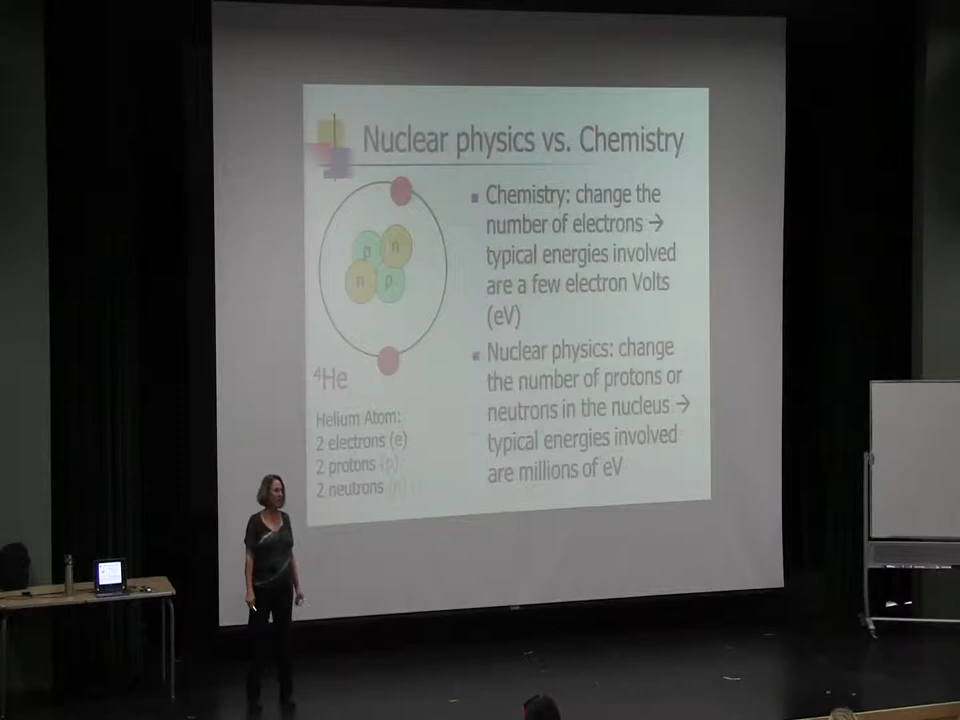 Nuclear physics vs. Chemistry
p n
n p
⁴He
Helium Atom:
2 electrons (e)
2 protons (p)
2 neutrons (n)
■ Chemistry: change the
number of electrons →
typical energies involved
are a few electron Volts
(eV)
■ Nuclear physics: change
the number of protons or
neutrons in the nucleus →
typical energies involved
are millions of eV